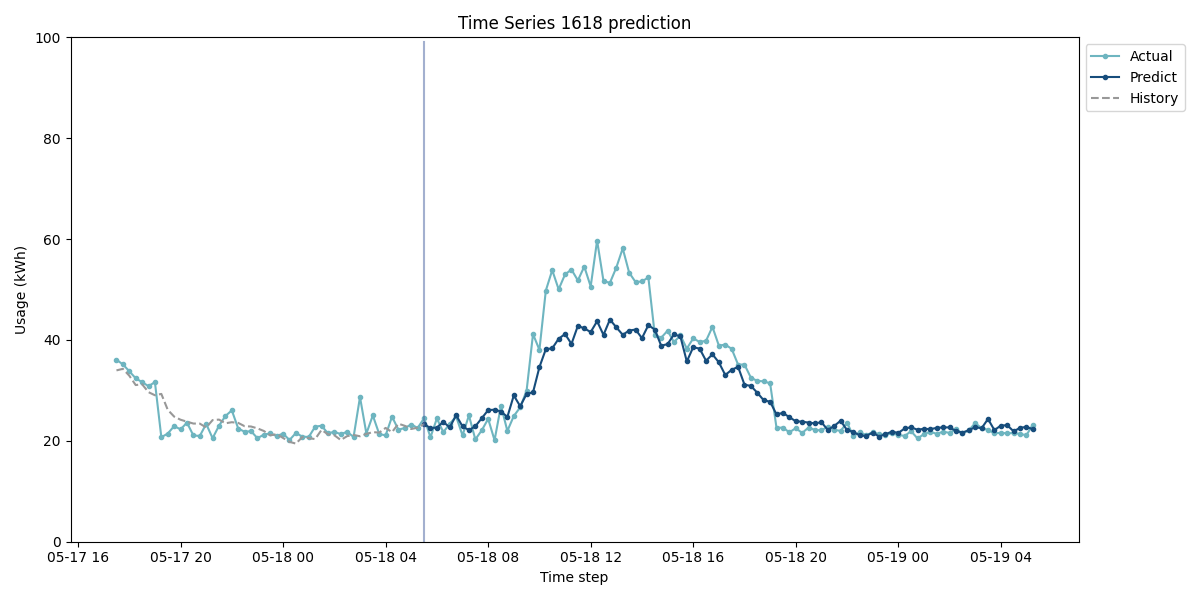 Time Series 1618 prediction
100
80
60
40
20
0
Usage (kWh)
05-17 16
05-17 20
05-18 00
05-18 04
05-18 08
05-18 12
05-18 16
05-18 20
05-19 00
05-19 04
Time step
Actual
Predict
History